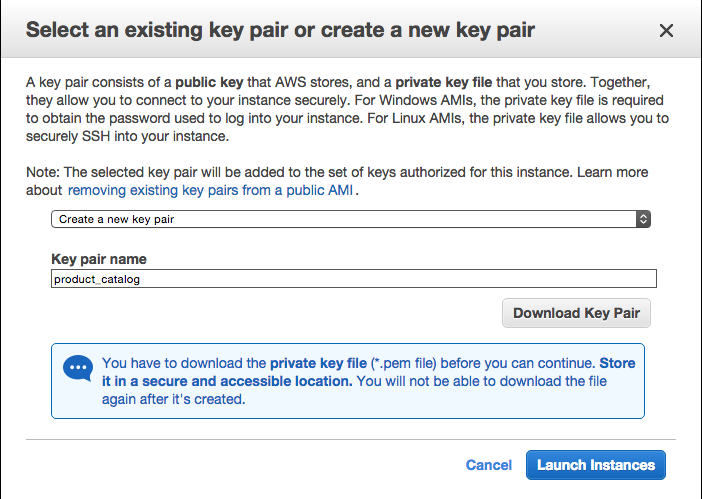 Select an existing key pair or create a new key pair
A key pair consists of a public key that AWS stores, and a private key file that you store. Together,
they allow you to connect to your instance securely. For Windows AMIs, the private key file is required
to obtain the password used to log into your instance. For Linux AMIs, the private key file allows you to
securely SSH into your instance.
Note: The selected key pair will be added to the set of keys authorized for this instance. Learn more
about removing existing key pairs from a public AMI .
Create a new key pair
Key pair name
product_catalog
Download Key Pair
You have to download the private key file (*.pem file) before you can continue. Store
it in a secure and accessible location. You will not be able to download the file
again after it's created.
Cancel Launch Instances